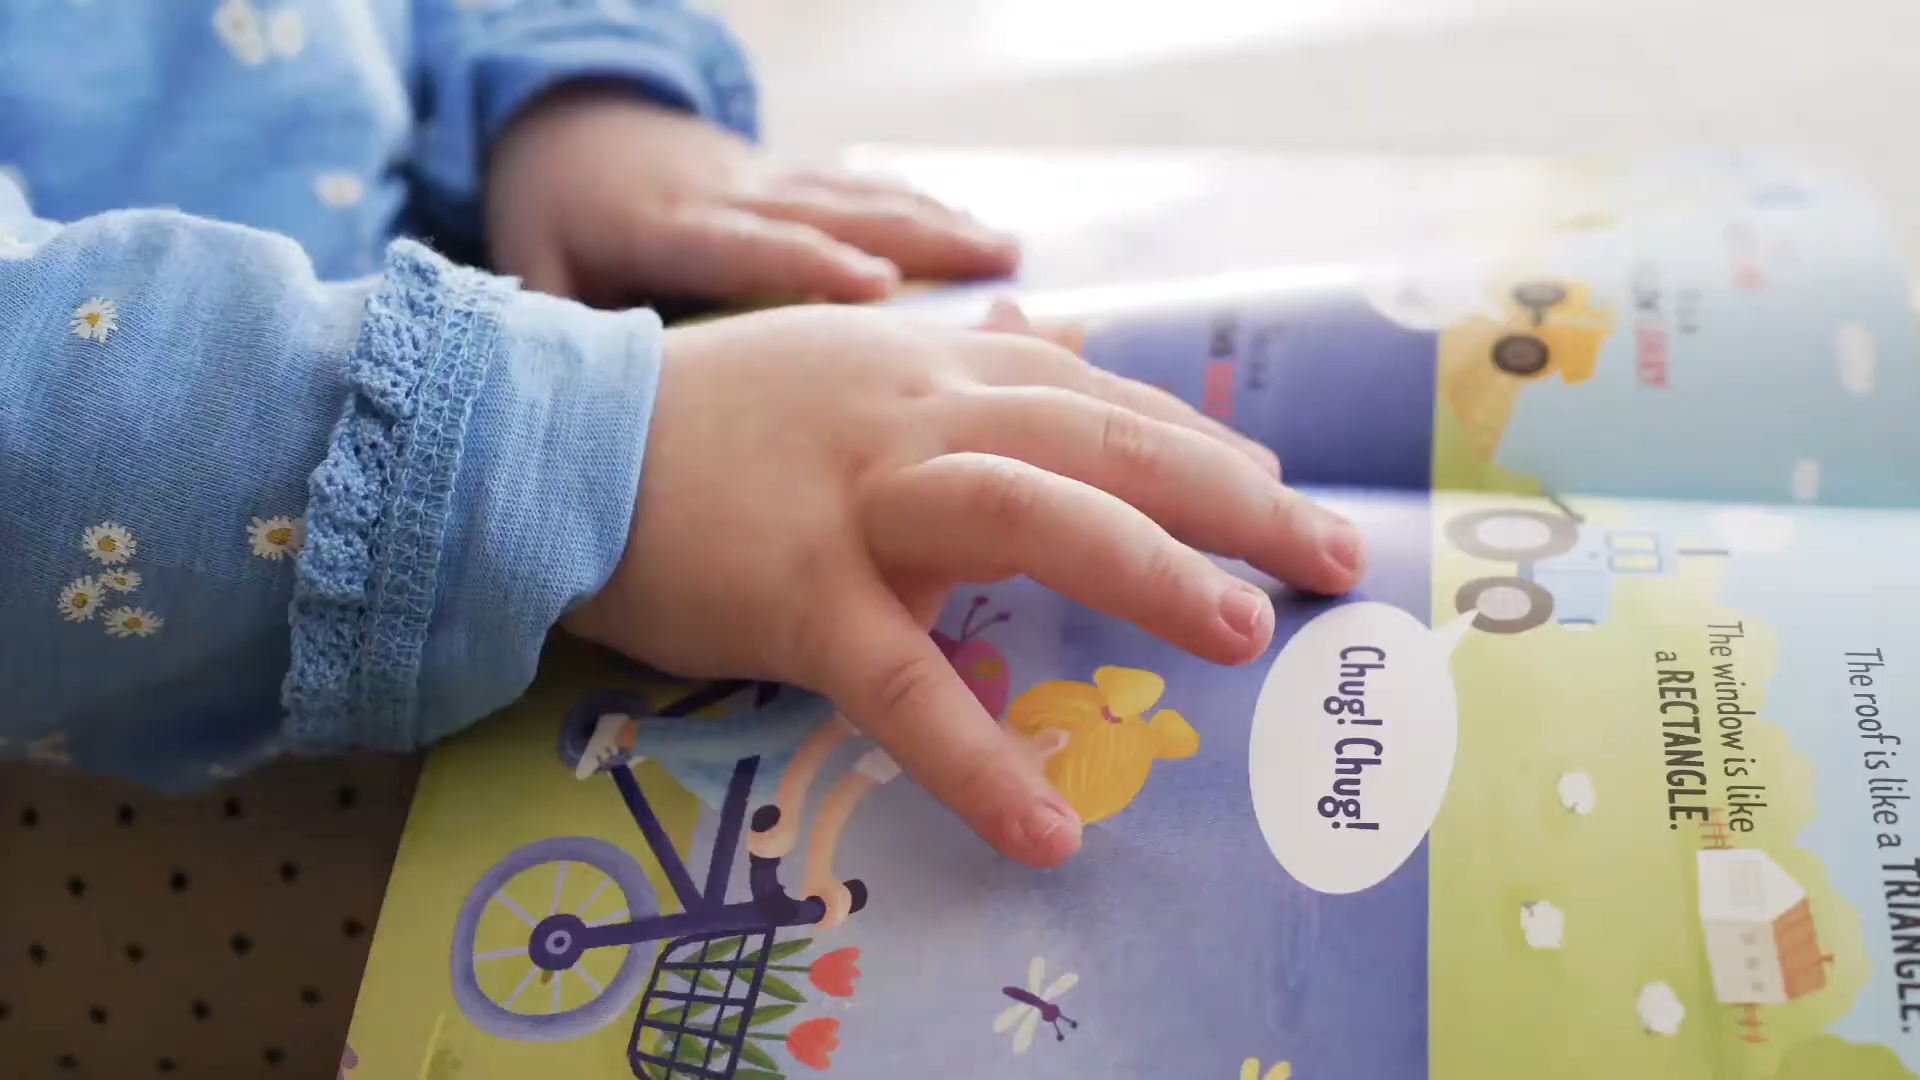 Chug! Chug!
The roof is like a TRIANGLE.
The window is like
a RECTANGLE.